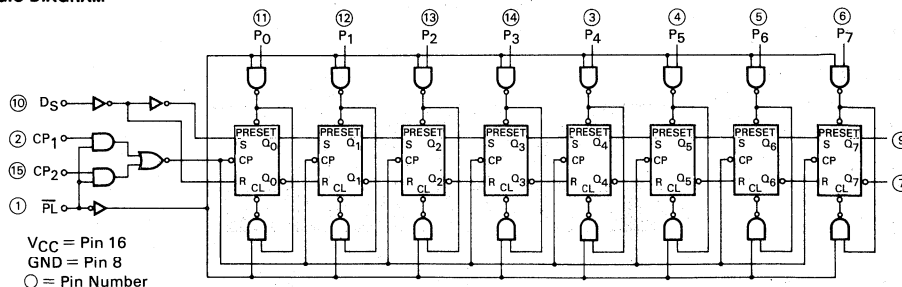 ⑪ ⑫ ⑬ ⑭ ③ ④ ⑤ ⑥
P0 P1 P2 P3 P4 P5 P6 P7
⑩ DS
② CP1
⑮ CP2
① PL
PRESET PRESET PRESET PRESET PRESET PRESET PRESET PRESET
S Q0 S Q1 S Q2 S Q3 S Q4 S Q5 S Q6 S Q7 ⑨
CP CP CP CP CP CP CP CP
R Q0 R Q1 R Q2 R Q3 R Q4 R Q5 R Q6 R Q7 ⑦
CL CL CL CL CL CL CL CL
VCC = Pin 16
GND = Pin 8
○ = Pin Number